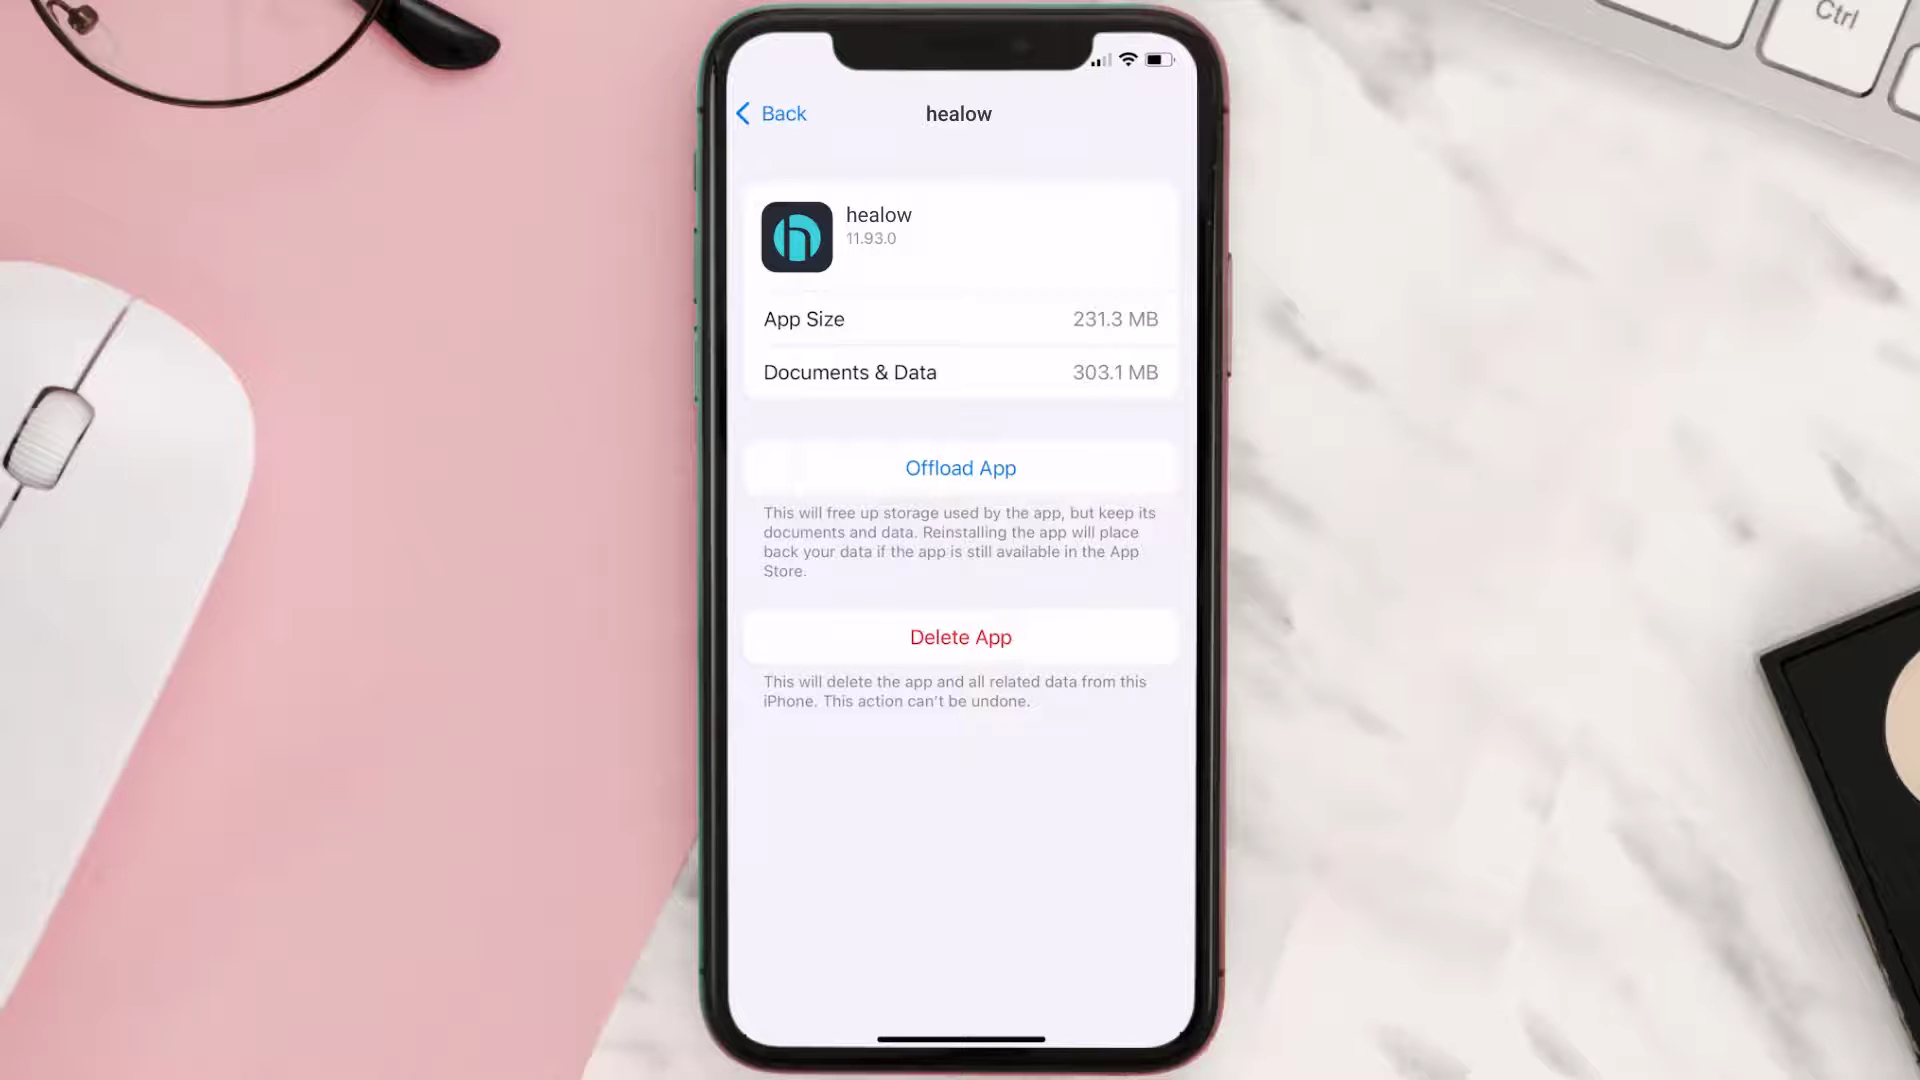 Ctrl
Back
healow
healow
11.93.0
App Size
231.3 MB
Documents & Data
303.1 MB
Offload App
This will free up storage used by the app, but keep its
documents and data. Reinstalling the app will place
back your data if the app is still available in the App
Store.
Delete App
This will delete the app and all related data from this
iPhone. This action can't be undone.